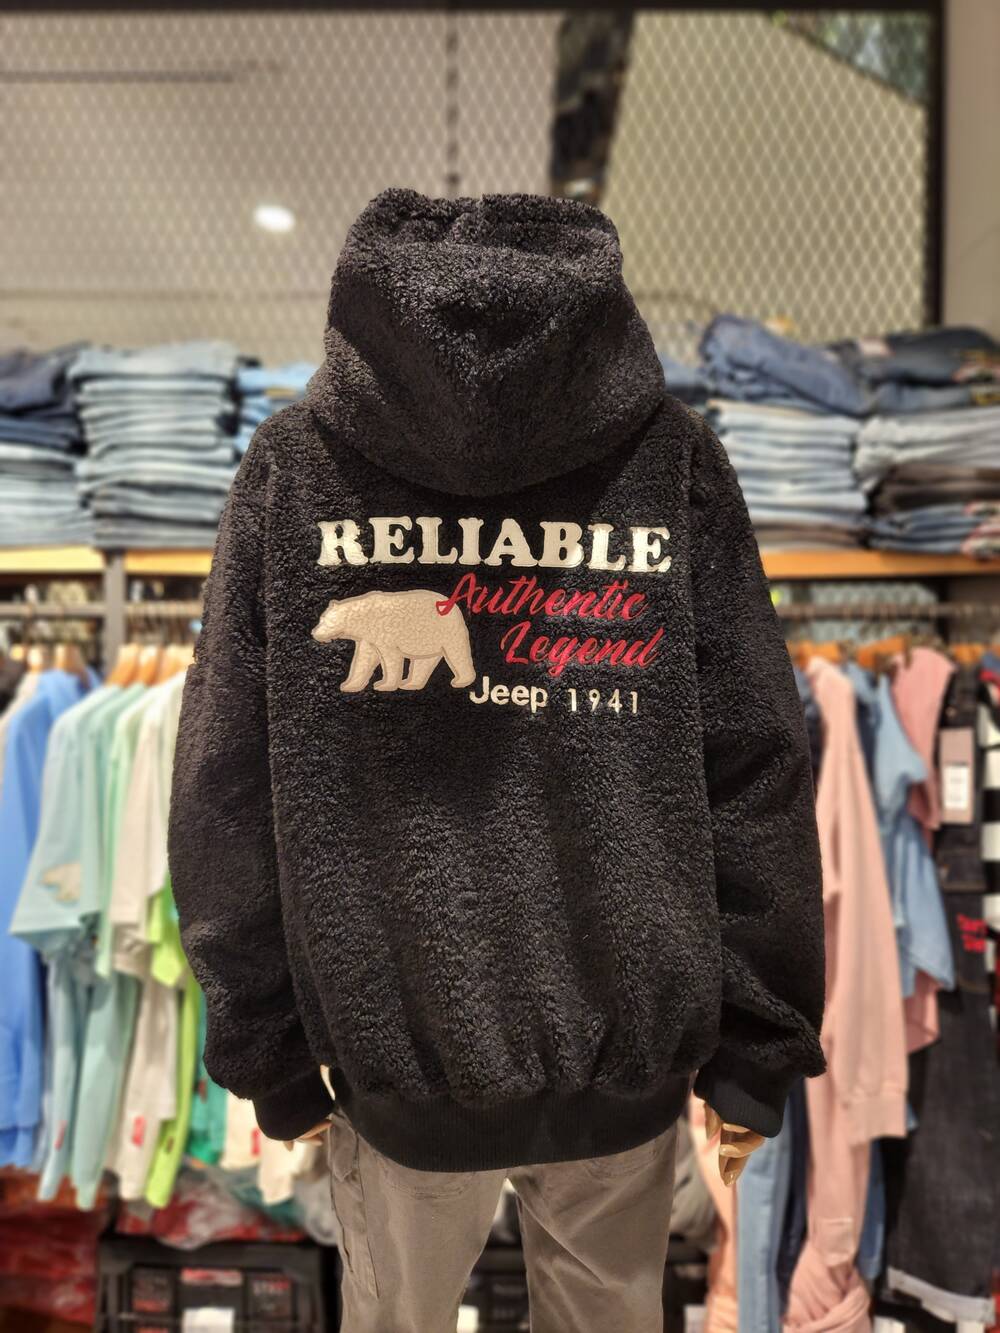 RELIABLE
Authentic
Legend
Jeep 1941